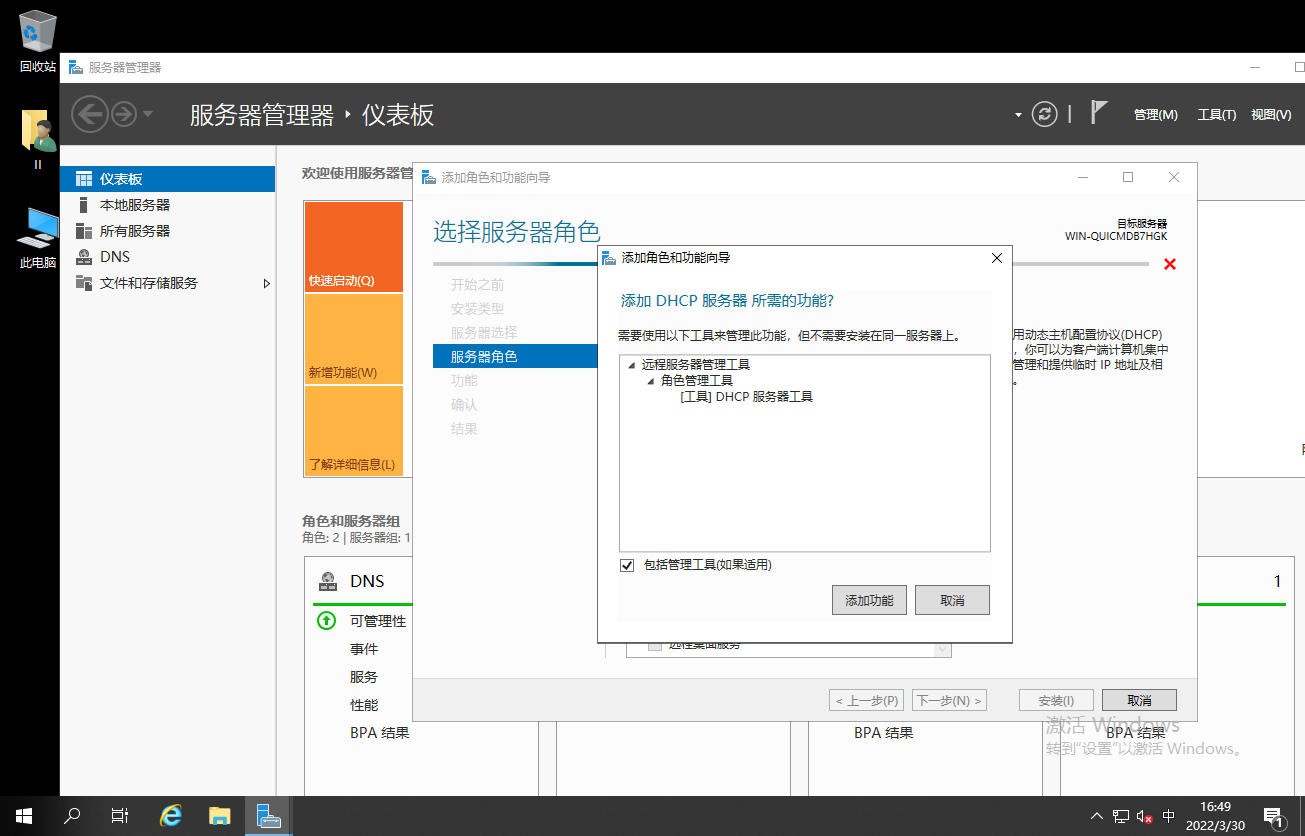 回收站
II
此电脑
服务器管理器
服务器管理器 ‣ 仪表板
管理(M) 工具(T) 视图(V)
仪表板
本地服务器
所有服务器
DNS
文件和存储服务
欢迎使用服务器管
快速启动(Q)
新增功能(W)
了解详细信息(L)
角色和服务器组
角色: 2 | 服务器组: 1
DNS
1
可管理性
事件
服务
性能
BPA 结果
BPA 结果
BPA 结果
添加角色和功能向导
选择服务器角色
目标服务器
WIN-QUICMDB7HGK
开始之前
安装类型
服务器选择
服务器角色
功能
确认
结果
用动态主机配置协议(DHCP)
，你可以为客户端计算机集中
管理和提供临时 IP 地址及相
。
远程桌面服务
< 上一步(P) 下一步(N) > 安装(I) 取消
添加角色和功能向导
添加 DHCP 服务器 所需的功能?
需要使用以下工具来管理此功能，但不需要安装在同一服务器上。
远程服务器管理工具
角色管理工具
[工具] DHCP 服务器工具
包括管理工具(如果适用)
添加功能 取消
激活 Windows
转到"设置"以激活 Windows。
中
16:49
2022/3/30
1